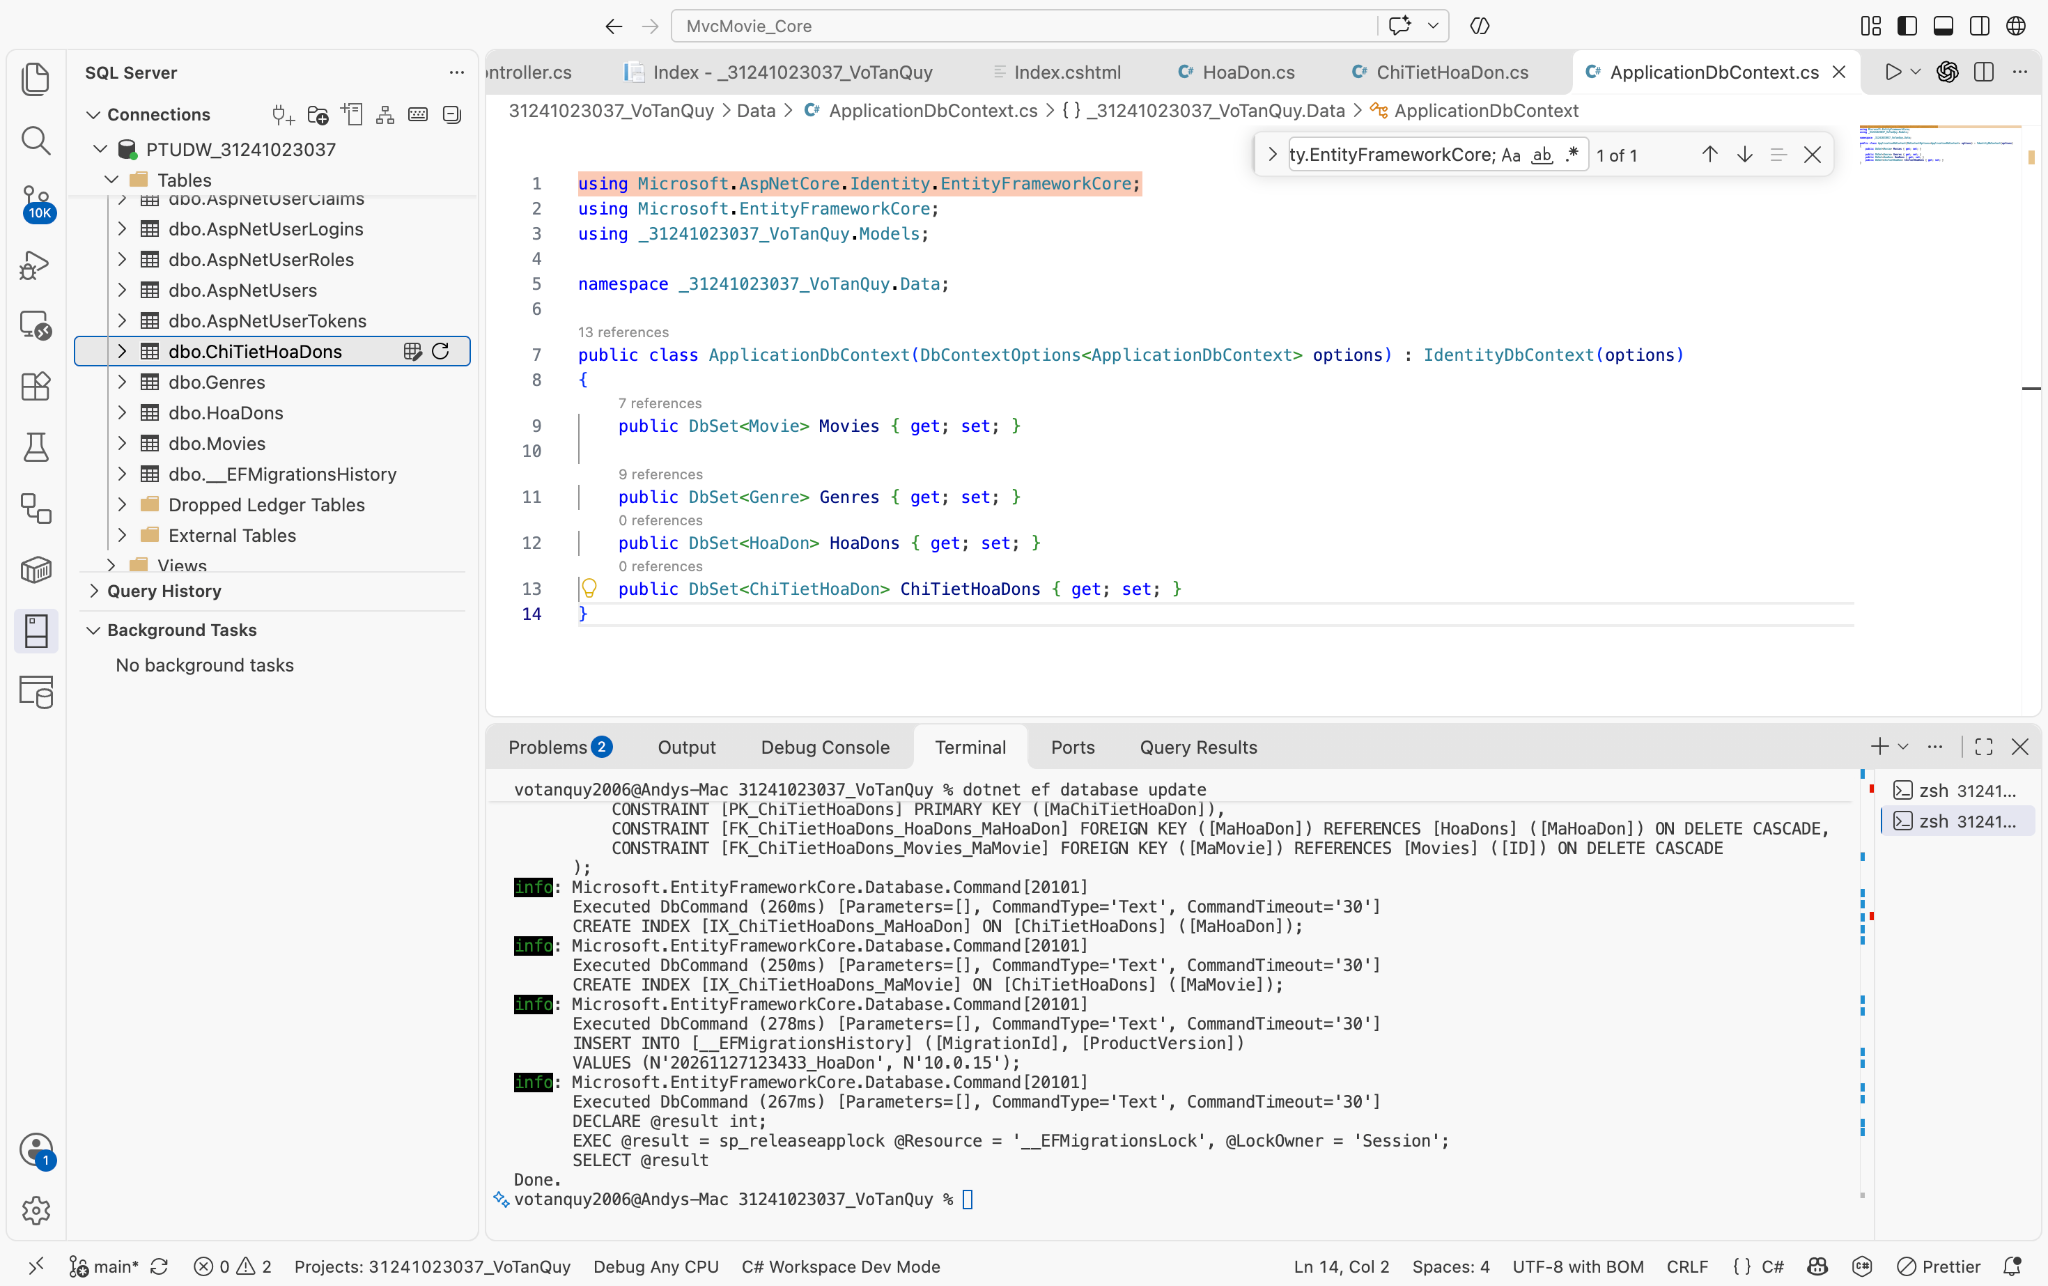 MvcMovie_Core
SQL Server
Connections
PTUDW_31241023037
Tables
dbo.AspNetUserClaims
dbo.AspNetUserLogins
dbo.AspNetUserRoles
dbo.AspNetUsers
dbo.AspNetUserTokens
dbo.ChiTietHoaDons
dbo.Genres
dbo.HoaDons
dbo.Movies
dbo.__EFMigrationsHistory
Dropped Ledger Tables
External Tables
Views
Query History
Background Tasks
No background tasks
10K
1
ontroller.cs
Index - _31241023037_VoTanQuy
Index.cshtml
C# HoaDon.cs
C# ChiTietHoaDon.cs
C# ApplicationDbContext.cs
31241023037_VoTanQuy > Data > C# ApplicationDbContext.cs > {} _31241023037_VoTanQuy.Data > ApplicationDbContext
ty.EntityFrameworkCore; Aa ab .* 1 of 1
1 using Microsoft.AspNetCore.Identity.EntityFrameworkCore;
2 using Microsoft.EntityFrameworkCore;
3 using _31241023037_VoTanQuy.Models;
4
5 namespace _31241023037_VoTanQuy.Data;
6
13 references
7 public class ApplicationDbContext(DbContextOptions<ApplicationDbContext> options) : IdentityDbContext(options)
8 {
7 references
9 public DbSet<Movie> Movies { get; set; }
10
9 references
11 public DbSet<Genre> Genres { get; set; }
0 references
12 public DbSet<HoaDon> HoaDons { get; set; }
0 references
13 public DbSet<ChiTietHoaDon> ChiTietHoaDons { get; set; }
14 }
Problems 2
Output
Debug Console
Terminal
Ports
Query Results
votanquy2006@Andys-Mac 31241023037_VoTanQuy % dotnet ef database update
CONSTRAINT [PK_ChiTietHoaDons] PRIMARY KEY ([MaChiTietHoaDon]),
CONSTRAINT [FK_ChiTietHoaDons_HoaDons_MaHoaDon] FOREIGN KEY ([MaHoaDon]) REFERENCES [HoaDons] ([MaHoaDon]) ON DELETE CASCADE,
CONSTRAINT [FK_ChiTietHoaDons_Movies_MaMovie] FOREIGN KEY ([MaMovie]) REFERENCES [Movies] ([ID]) ON DELETE CASCADE
);
info: Microsoft.EntityFrameworkCore.Database.Command[20101]
Executed DbCommand (260ms) [Parameters=[], CommandType='Text', CommandTimeout='30']
CREATE INDEX [IX_ChiTietHoaDons_MaHoaDon] ON [ChiTietHoaDons] ([MaHoaDon]);
info: Microsoft.EntityFrameworkCore.Database.Command[20101]
Executed DbCommand (250ms) [Parameters=[], CommandType='Text', CommandTimeout='30']
CREATE INDEX [IX_ChiTietHoaDons_MaMovie] ON [ChiTietHoaDons] ([MaMovie]);
info: Microsoft.EntityFrameworkCore.Database.Command[20101]
Executed DbCommand (278ms) [Parameters=[], CommandType='Text', CommandTimeout='30']
INSERT INTO [__EFMigrationsHistory] ([MigrationId], [ProductVersion])
VALUES (N'20261127123433_HoaDon', N'10.0.15');
info: Microsoft.EntityFrameworkCore.Database.Command[20101]
Executed DbCommand (267ms) [Parameters=[], CommandType='Text', CommandTimeout='30']
DECLARE @result int;
EXEC @result = sp_releaseapplock @Resource = '__EFMigrationsLock', @LockOwner = 'Session';
SELECT @result
Done.
votanquy2006@Andys-Mac 31241023037_VoTanQuy %
zsh 31241...
zsh 31241...
main* 0 2 Projects: 31241023037_VoTanQuy Debug Any CPU C# Workspace Dev Mode
Ln 14, Col 2 Spaces: 4 UTF-8 with BOM CRLF {} C# Prettier